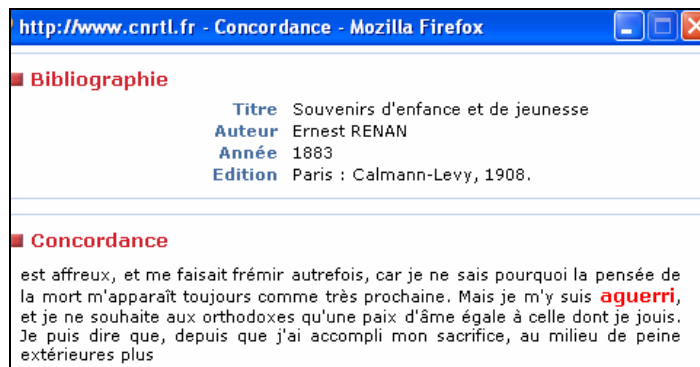 http://www.cnrtl.fr - Concordance - Mozilla Firefox
Bibliographie
Titre Souvenirs d'enfance et de jeunesse
Auteur Ernest RENAN
Année 1883
Edition Paris : Calmann-Levy, 1908.
Concordance
est affreux, et me faisait frémir autrefois, car je ne sais pourquoi la pensée de
la mort m'apparaît toujours comme très prochaine. Mais je m'y suis aguerri,
et je ne souhaite aux orthodoxes qu'une paix d'âme égale à celle dont je jouis.
Je puis dire que, depuis que j'ai accompli mon sacrifice, au milieu de peine
extérieures plus